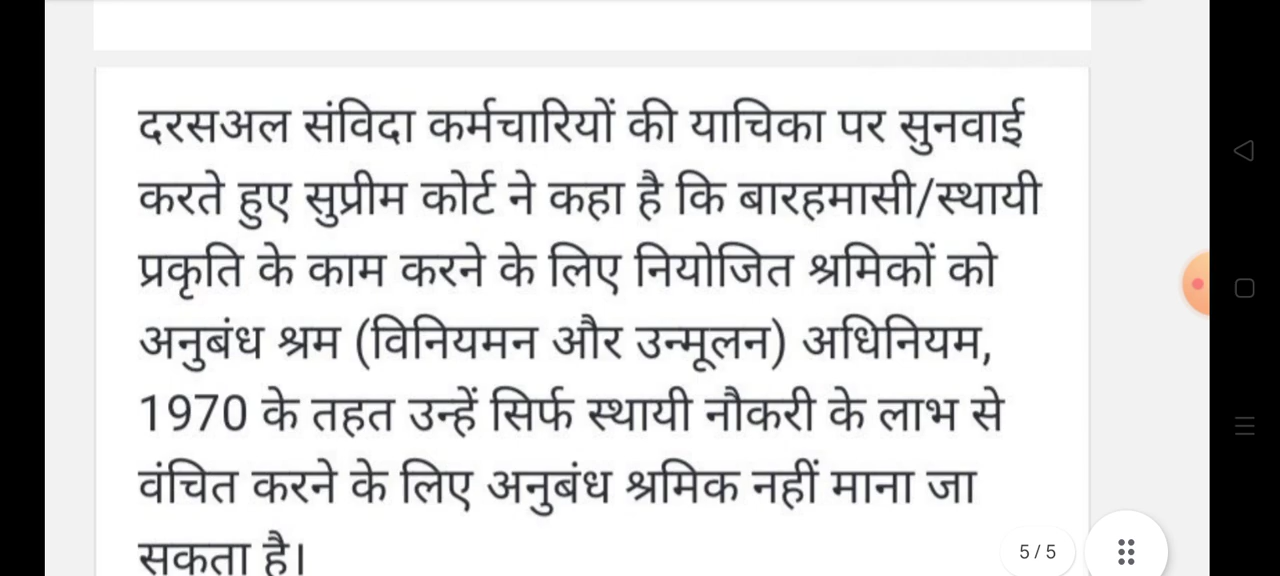 दरसअल संविदा कर्मचारियों की याचिका पर सुनवाई
करते हुए सुप्रीम कोर्ट ने कहा है कि बारहमासी/स्थायी
प्रकृति के काम करने के लिए नियोजित श्रमिकों को
अनुबंध श्रम (विनियमन और उन्मूलन) अधिनियम,
1970 के तहत उन्हें सिर्फ स्थायी नौकरी के लाभ से
वंचित करने के लिए अनुबंध श्रमिक नहीं माना जा
सकता है।
5/5